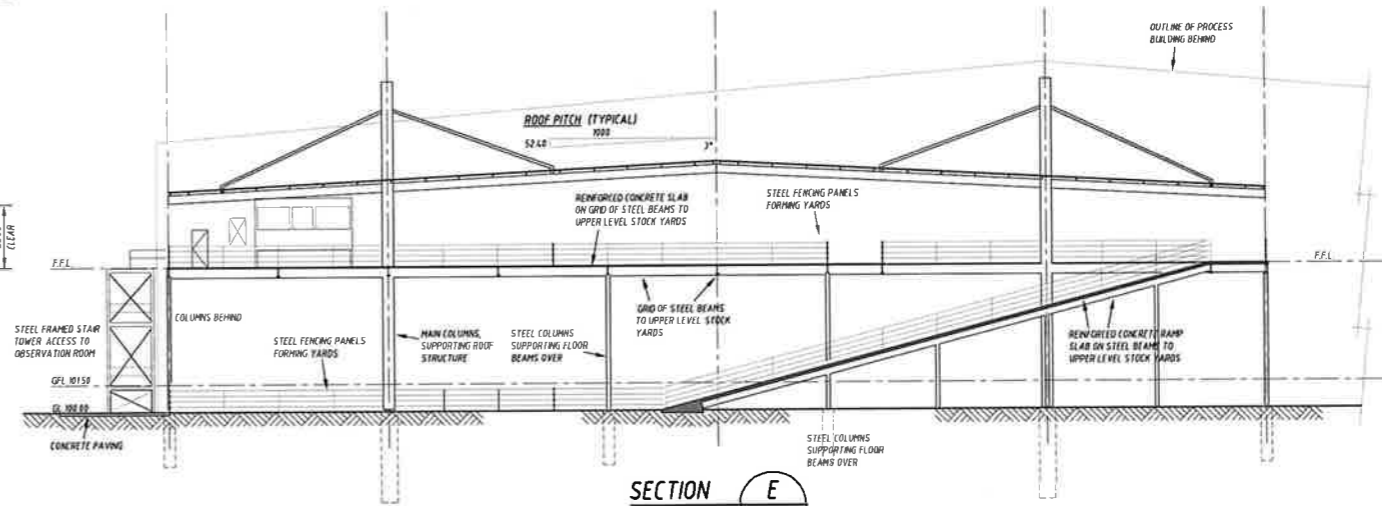 OUTLINE OF PROCESS
BUILDING BEHIND
ROOF PITCH (TYPICAL)
1000
52.40
3°
REINFORCED CONCRETE SLAB
ON GRID OF STEEL BEAMS TO
UPPER LEVEL STOCK YARDS
STEEL FENCING PANELS
FORMING YARDS
CLEAR
F.F.L
F.F.L
COLUMNS BEHIND
STEEL FRAMED STAIR
TOWER ACCESS TO
OBSERVATION ROOM
STEEL FENCING PANELS
FORMING YARDS
MAIN COLUMNS,
SUPPORTING ROOF
STRUCTURE
STEEL COLUMNS
SUPPORTING FLOOR
BEAMS OVER
GRID OF STEEL BEAMS
TO UPPER LEVEL STOCK
YARDS
REINFORCED CONCRETE RAMP
SLAB ON STEEL BEAMS TO
UPPER LEVEL STOCK YARDS
GFL 101.50
GL 100.00
CONCRETE PAVING
STEEL COLUMNS
SUPPORTING FLOOR
BEAMS OVER
SECTION E